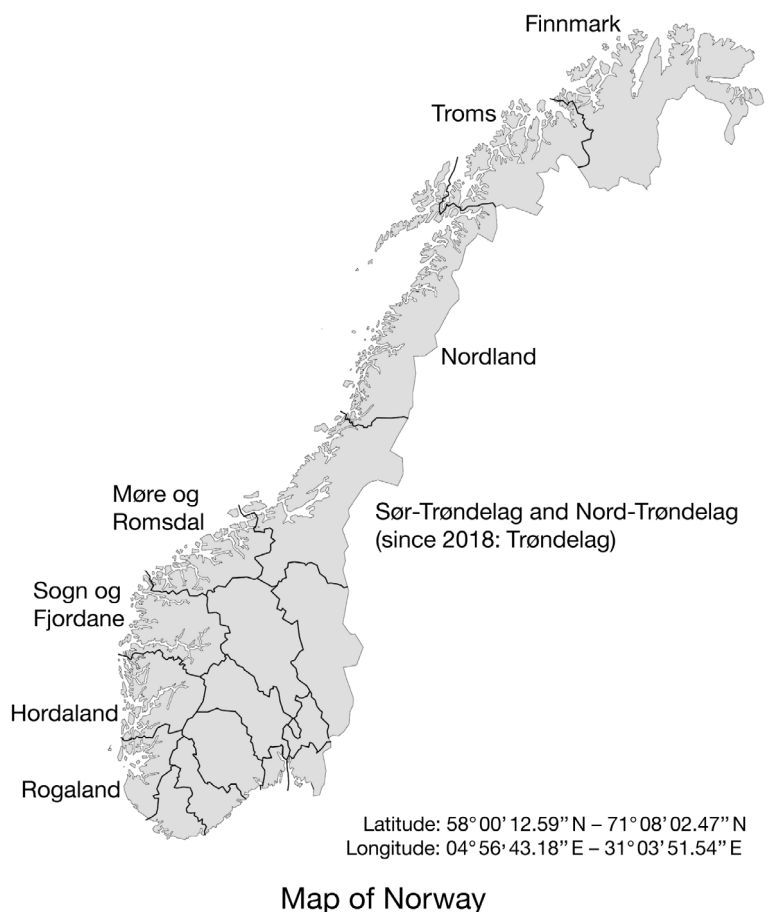 Finnmark
Troms
Nordland
Møre og
Romsdal
Sør-Trøndelag and Nord-Trøndelag
(since 2018: Trøndelag)
Sogn og
Fjordane
Hordaland
Rogaland
Latitude: 58°00'12.59”N – 71°08'02.47”N
Longitude: 04°56'43.18”E – 31°03'51.54”E
Map of Norway